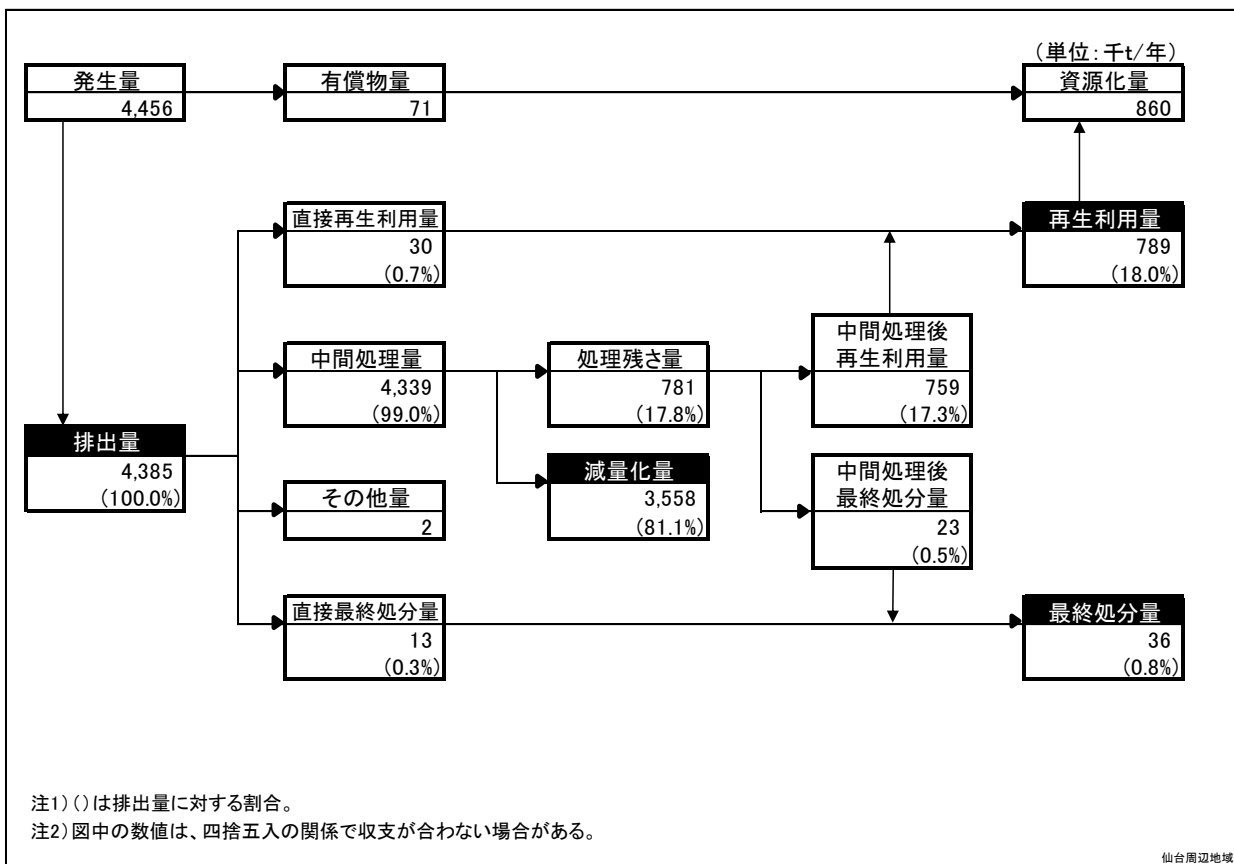 (単位:千t/年)
発生量
4,456
有償物量
71
資源化量
860
直接再生利用量
30
(0.7%)
再生利用量
789
(18.0%)
中間処理量
4,339
(99.0%)
処理残さ量
781
(17.8%)
中間処理後
再生利用量
759
(17.3%)
排出量
4,385
(100.0%)
減量化量
3,558
(81.1%)
中間処理後
最終処分量
23
(0.5%)
その他量
2
直接最終処分量
13
(0.3%)
最終処分量
36
(0.8%)
注1)()は排出量に対する割合。
注2)図中の数値は、四捨五入の関係で収支が合わない場合がある。
仙台周辺地域